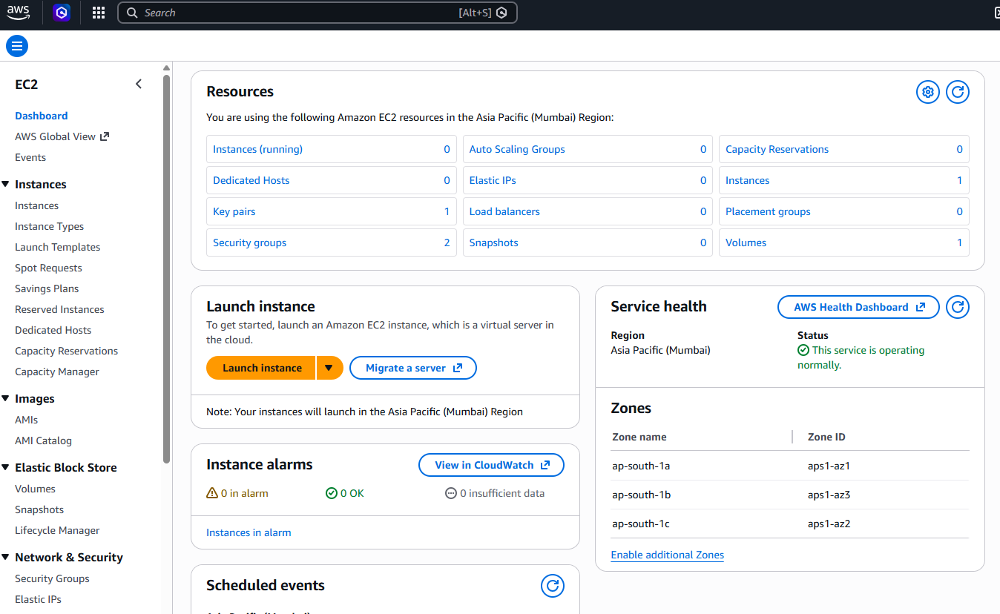 aws
Search [Alt+S]
EC2
Dashboard
AWS Global View
Events
Instances
Instances
Instance Types
Launch Templates
Spot Requests
Savings Plans
Reserved Instances
Dedicated Hosts
Capacity Reservations
Capacity Manager
Images
AMIs
AMI Catalog
Elastic Block Store
Volumes
Snapshots
Lifecycle Manager
Network & Security
Security Groups
Elastic IPs
Resources
You are using the following Amazon EC2 resources in the Asia Pacific (Mumbai) Region:
Instances (running) 0 Auto Scaling Groups 0 Capacity Reservations 0
Dedicated Hosts 0 Elastic IPs 0 Instances 1
Key pairs 1 Load balancers 0 Placement groups 0
Security groups 2 Snapshots 0 Volumes 1
Launch instance
To get started, launch an Amazon EC2 instance, which is a virtual server in
the cloud.
Launch instance Migrate a server
Note: Your instances will launch in the Asia Pacific (Mumbai) Region
Instance alarms View in CloudWatch
0 in alarm 0 OK 0 insufficient data
Instances in alarm
Scheduled events
Service health AWS Health Dashboard
Region Status
Asia Pacific (Mumbai) This service is operating
normally.
Zones
Zone name Zone ID
ap-south-1a aps1-az1
ap-south-1b aps1-az3
ap-south-1c aps1-az2
Enable additional Zones